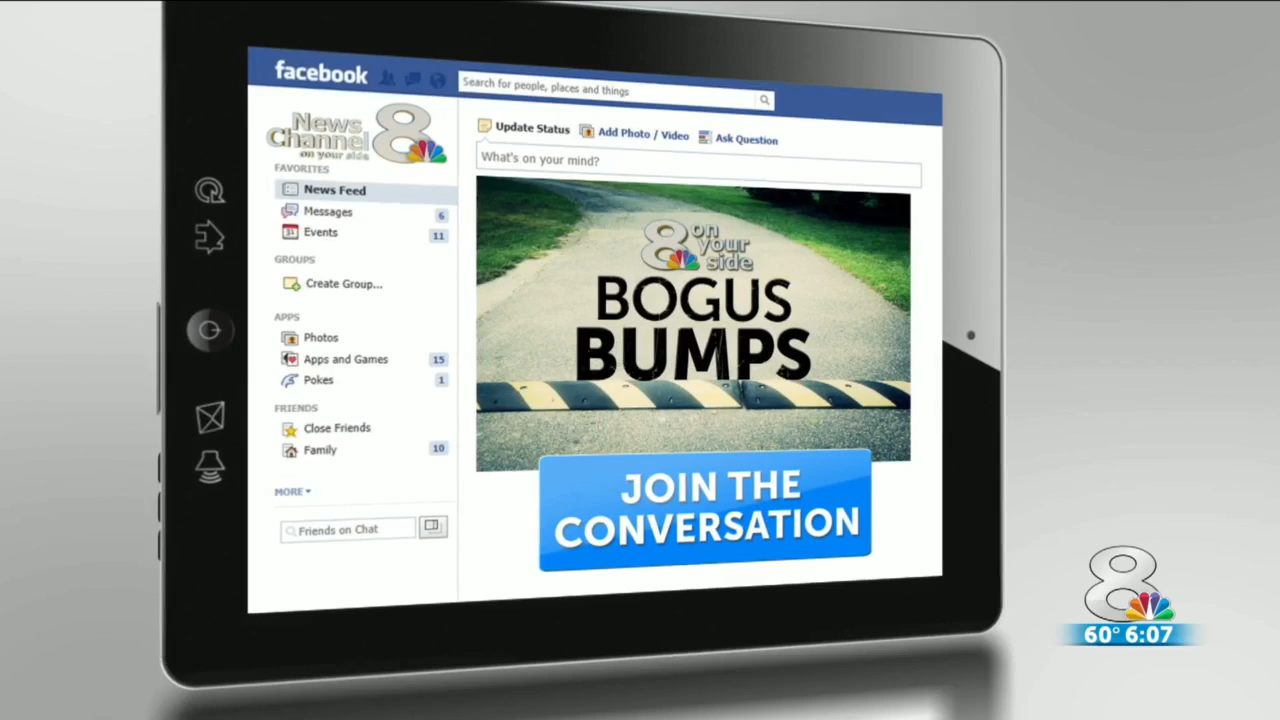 facebook
Search for people, places and things
News
Channel 8
on your side
FAVORITES
News Feed
Messages 6
31 Events 11
GROUPS
Create Group...
APPS
Photos
Apps and Games 15
Pokes 1
FRIENDS
Close Friends
Family 10
MORE
Friends on Chat
Update Status Add Photo / Video Ask Question
What's on your mind?
8 on
your
side
BOGUS
BUMPS
JOIN THE
CONVERSATION
8
60° 6:07